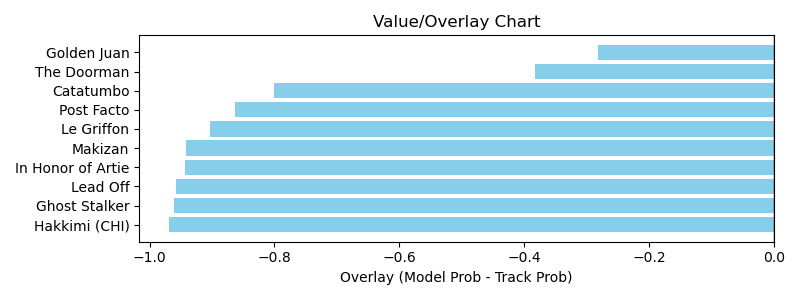 Value/Overlay Chart
Golden Juan
The Doorman
Catatumbo
Post Facto
Le Griffon
Makizan
In Honor of Artie
Lead Off
Ghost Stalker
Hakkimi (CHI)
−1.0 −0.8 −0.6 −0.4 −0.2 0.0
Overlay (Model Prob - Track Prob)